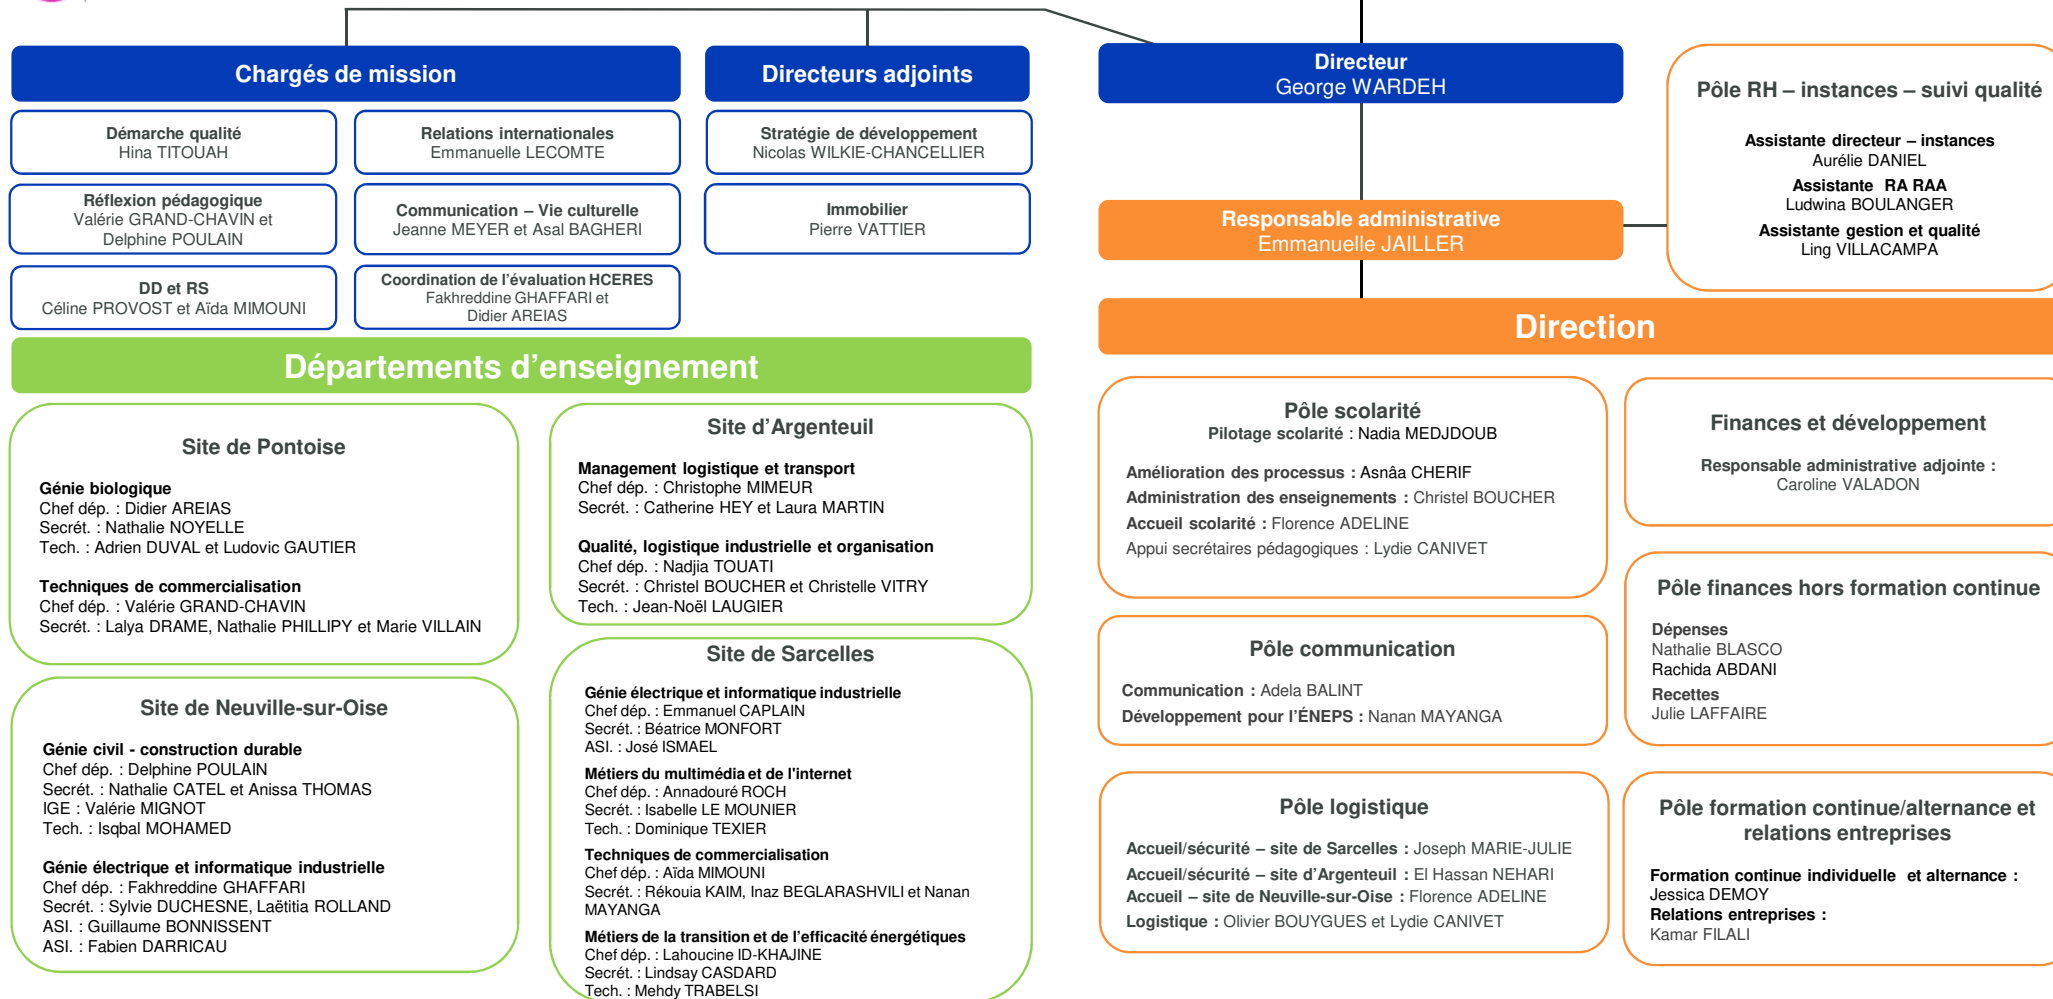 Chargés de mission
Démarche qualité
Hina TITOUAH
Relations internationales
Emmanuelle LECOMTE
Réflexion pédagogique
Valérie GRAND-CHAVIN et
Delphine POULAIN
Communication – Vie culturelle
Jeanne MEYER et Asal BAGHERI
DD et RS
Céline PROVOST et Aïda MIMOUNI
Coordination de l'évaluation HCERES
Fakhreddine GHAFFARI et
Didier AREIAS
Directeurs adjoints
Stratégie de développement
Nicolas WILKIE-CHANCELLIER
Immobilier
Pierre VATTIER
Directeur
George WARDEH
Responsable administrative
Emmanuelle JAILLER
Pôle RH – instances – suivi qualité
Assistante directeur – instances
Aurélie DANIEL
Assistante  RA RAA
Ludwina BOULANGER
Assistante gestion et qualité
Ling VILLACAMPA
Départements d'enseignement
Site de Pontoise
Génie biologique
Chef dép. : Didier AREIAS
Secrét. : Nathalie NOYELLE
Tech. : Adrien DUVAL et Ludovic GAUTIER
Techniques de commercialisation
Chef dép. : Valérie GRAND-CHAVIN
Secrét. : Lalya DRAME, Nathalie PHILLIPY et Marie VILLAIN
Site de Neuville-sur-Oise
Génie civil - construction durable
Chef dép. : Delphine POULAIN
Secrét. : Nathalie CATEL et Anissa THOMAS
IGE : Valérie MIGNOT
Tech. : Isqbal MOHAMED
Génie électrique et informatique industrielle
Chef dép. : Fakhreddine GHAFFARI
Secrét. : Sylvie DUCHESNE, Laëtitia ROLLAND
ASI. : Guillaume BONNISSENT
ASI. : Fabien DARRICAU
Site d'Argenteuil
Management logistique et transport
Chef dép. : Christophe MIMEUR
Secrét. : Catherine HEY et Laura MARTIN
Qualité, logistique industrielle et organisation
Chef dép. : Nadjia TOUATI
Secrét. : Christel BOUCHER et Christelle VITRY
Tech. : Jean-Noël LAUGIER
Site de Sarcelles
Génie électrique et informatique industrielle
Chef dép. : Emmanuel CAPLAIN
Secrét. : Béatrice MONFORT
ASI. : José ISMAEL
Métiers du multimédia et de l'internet
Chef dép. : Annadouré ROCH
Secrét. : Isabelle LE MOUNIER
Tech. : Dominique TEXIER
Techniques de commercialisation
Chef dép. : Aïda MIMOUNI
Secrét. : Rékouia KAIM, Inaz BEGLARASHVILI et Nanan
MAYANGA
Métiers de la transition et de l'efficacité énergétiques
Chef dép. : Lahoucine ID-KHAJINE
Secrét. : Lindsay CASDARD
Tech. : Mehdy TRABELSI
Direction
Pôle scolarité
Pilotage scolarité : Nadia MEDJDOUB
Amélioration des processus : Asnâa CHERIF
Administration des enseignements : Christel BOUCHER
Accueil scolarité : Florence ADELINE
Appui secrétaires pédagogiques : Lydie CANIVET
Pôle communication
Communication : Adela BALINT
Développement pour l'ÉNEPS : Nanan MAYANGA
Pôle logistique
Accueil/sécurité – site de Sarcelles : Joseph MARIE-JULIE
Accueil/sécurité – site d'Argenteuil : El Hassan NEHARI
Accueil – site de Neuville-sur-Oise : Florence ADELINE
Logistique : Olivier BOUYGUES et Lydie CANIVET
Finances et développement
Responsable administrative adjointe :
Caroline VALADON
Pôle finances hors formation continue
Dépenses
Nathalie BLASCO
Rachida ABDANI
Recettes
Julie LAFFAIRE
Pôle formation continue/alternance et
relations entreprises
Formation continue individuelle  et alternance :
Jessica DEMOY
Relations entreprises :
Kamar FILALI